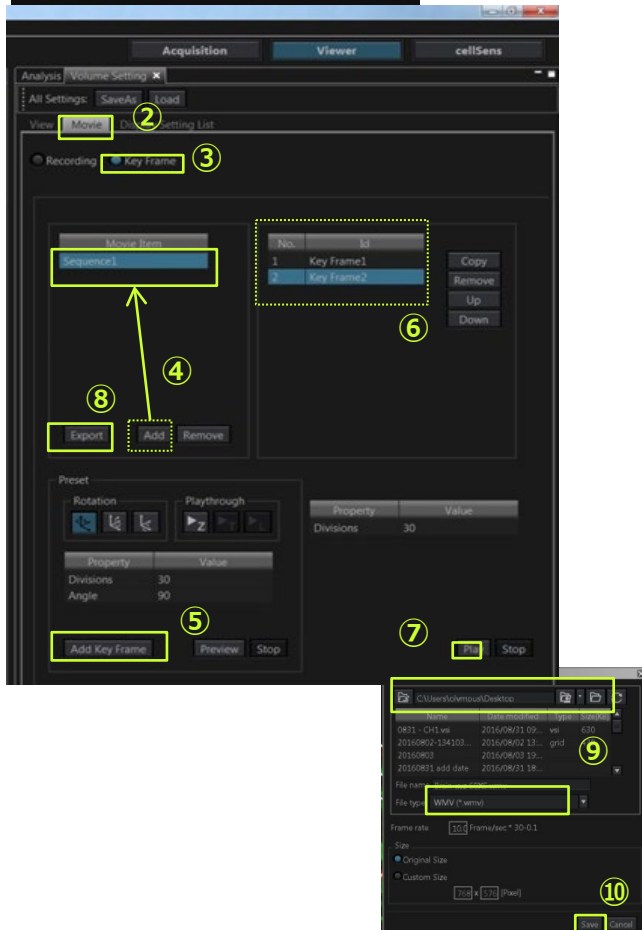 Acquisition Viewer cellSens
Analysis Volume Setting
All Settings: SaveAs Load
②
View Movie Setting List
③
Recording Key Frame
Movie Item
Sequence1
No. Id
1 Key Frame1
2 Key Frame2
Copy
Remove
Up
Down
⑥
④
⑧
Export Add Remove
Preset
Rotation Playthrough
Z
Property Value
Divisions 30
Angle 90
Property Value
Divisions 30
⑤
⑦
Add Key Frame Preview Stop
Play Stop
C:\Users\olympus\Desktop
Name Date modified Type Size(KB)
0831 - CH1.vsi 2016/08/31 09:... vsi 630
20160802-134103... 2016/08/02 13:... grid
20160803 2016/08/03 19:...
20160831 add date 2016/08/31 18:...
⑨
File name
File type WMV (*.wmv)
Frame rate 10.0 Frame/sec * 30-0.1
Size
Original Size
Custom Size
768 x 576 [Pixel]
⑩
Save Cancel